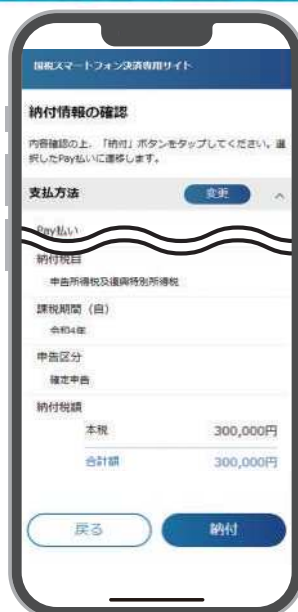 国税スマートフォン決済専用サイト
納付情報の確認
内容確認の上、「納付」ボタンをタップしてください。選
択したPay払いに遷移します。
支払方法
変更
Pay払い
納付税目
申告所得税及復興特別所得税
課税期間（自）
令和4年
申告区分
確定申告
納付税額
本税 300,000円
合計額 300,000円
戻る
納付